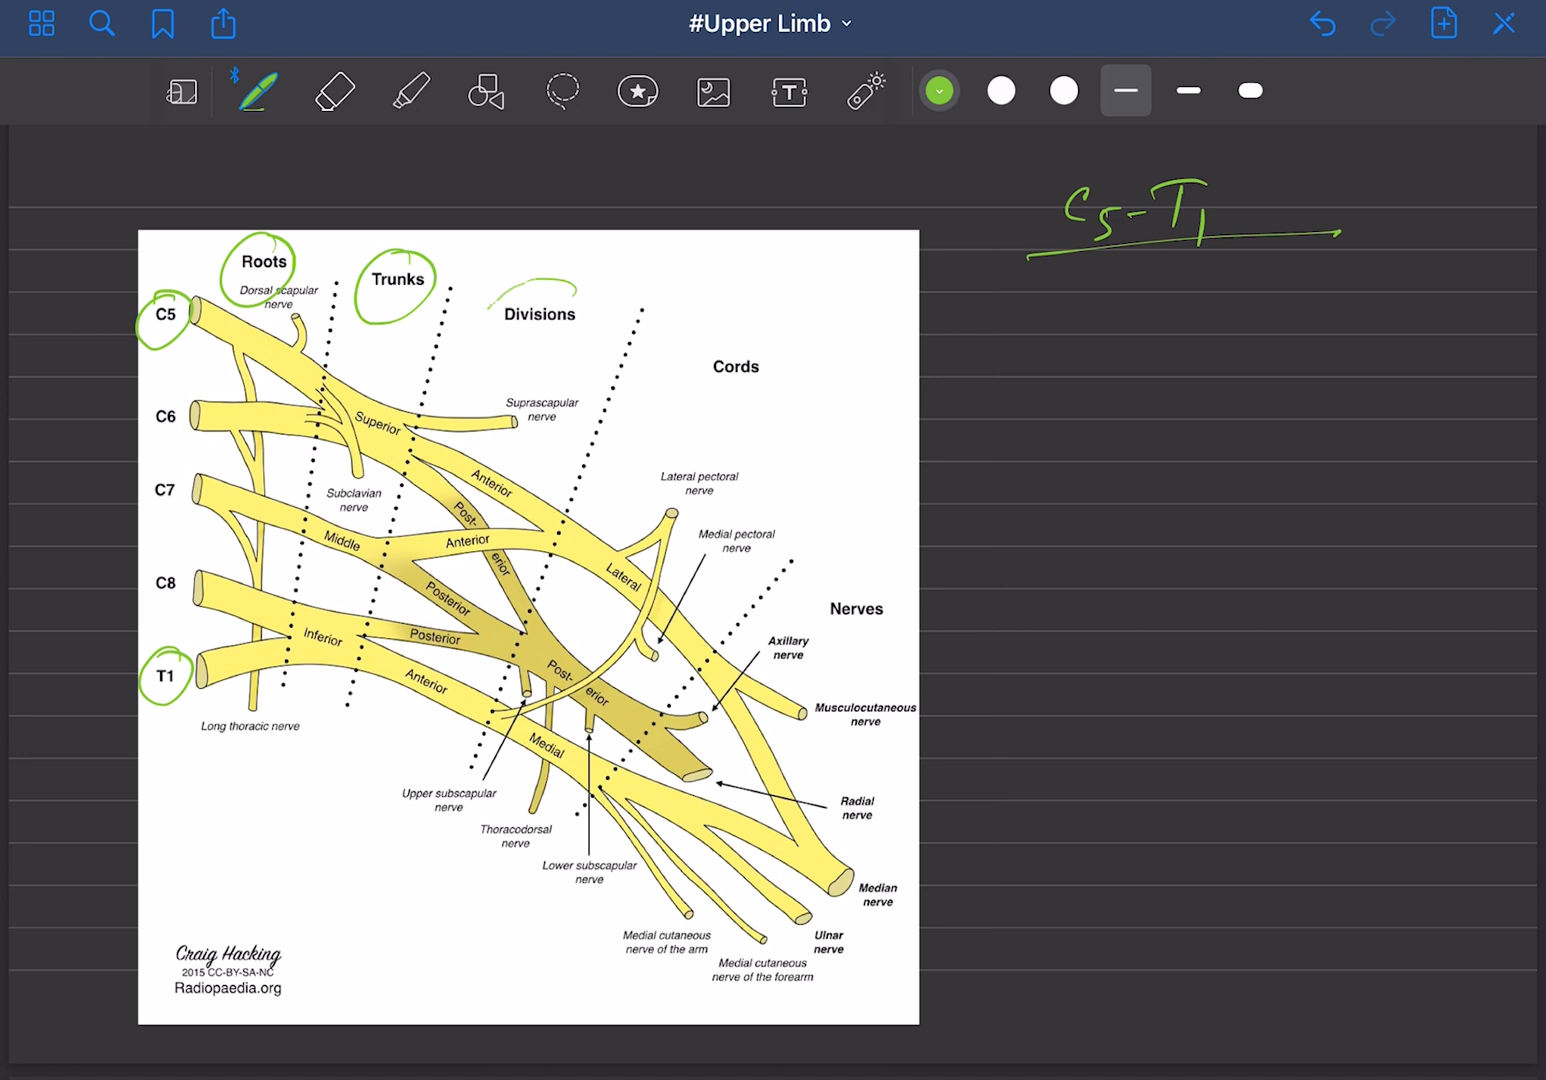 #Upper Limb
T
C5-T1
Roots
Trunks
Divisions
Cords
Nerves
C5
C6
C7
C8
T1
Dorsal scapular
nerve
Suprascapular
nerve
Superior
Subclavian
nerve
Anterior
Post-
erior
Middle
Anterior
Posterior
Lateral pectoral
nerve
Medial pectoral
nerve
Lateral
Inferior
Posterior
Anterior
Post-
erior
Medial
Axillary
nerve
Musculocutaneous
nerve
Long thoracic nerve
Upper subscapular
nerve
Thoracodorsal
nerve
Lower subscapular
nerve
Radial
nerve
Median
nerve
Ulnar
nerve
Medial cutaneous
nerve of the arm
Medial cutaneous
nerve of the forearm
Craig Hacking
2015 CC-BY-SA-NC
Radiopaedia.org